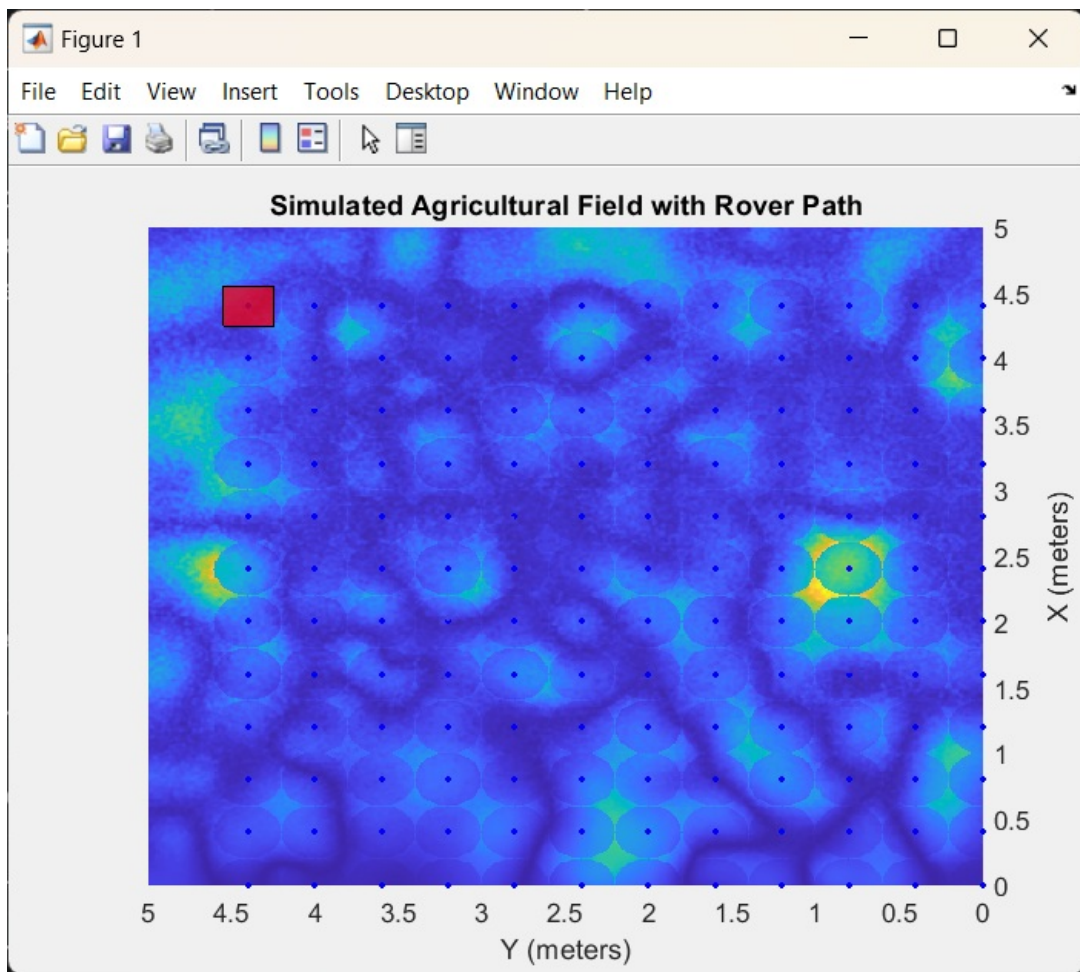 Figure 1
File Edit View Insert Tools Desktop Window Help
Simulated Agricultural Field with Rover Path
5
4.5
4
3.5
3
2.5
2
1.5
1
0.5
0
X (meters)
5 4.5 4 3.5 3 2.5 2 1.5 1 0.5 0
Y (meters)